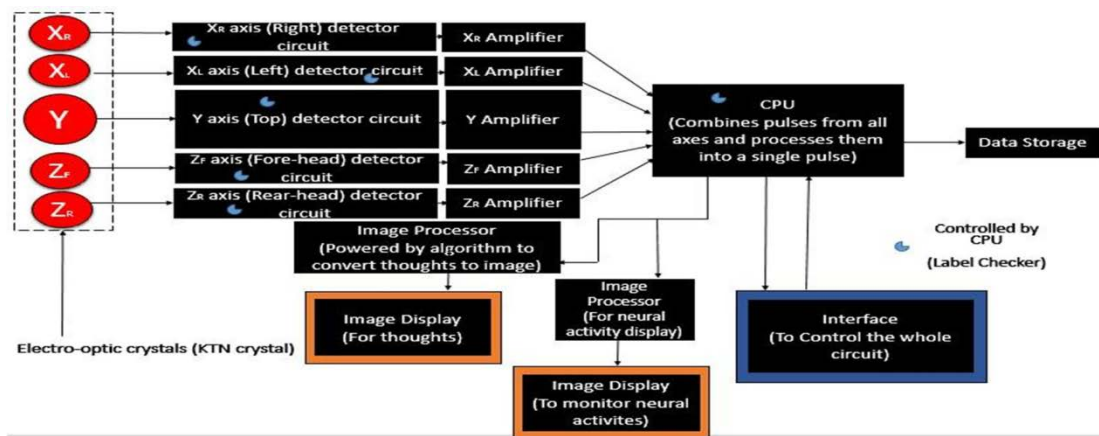 XR
XR axis (Right) detector
circuit
XR Amplifier
XL
XL axis (Left) detector circuit
XL Amplifier
Y
Y axis (Top) detector circuit
Y Amplifier
ZF
ZF axis (Fore-head) detector
circuit
ZF Amplifier
ZR
ZR axis (Rear-head) detector
circuit
ZR Amplifier
CPU
(Combines pulses from all
axes and processes them
into a single pulse)
Data Storage
Image Processor
(Powered by algorithm to
convert thoughts to image)
Controlled by
CPU
(Label Checker)
Image
Processor
(For neural
activity display)
Image Display
(For thoughts)
Interface
(To Control the whole
circuit)
Electro-optic crystals (KTN crystal)
Image Display
(To monitor neural
activites)